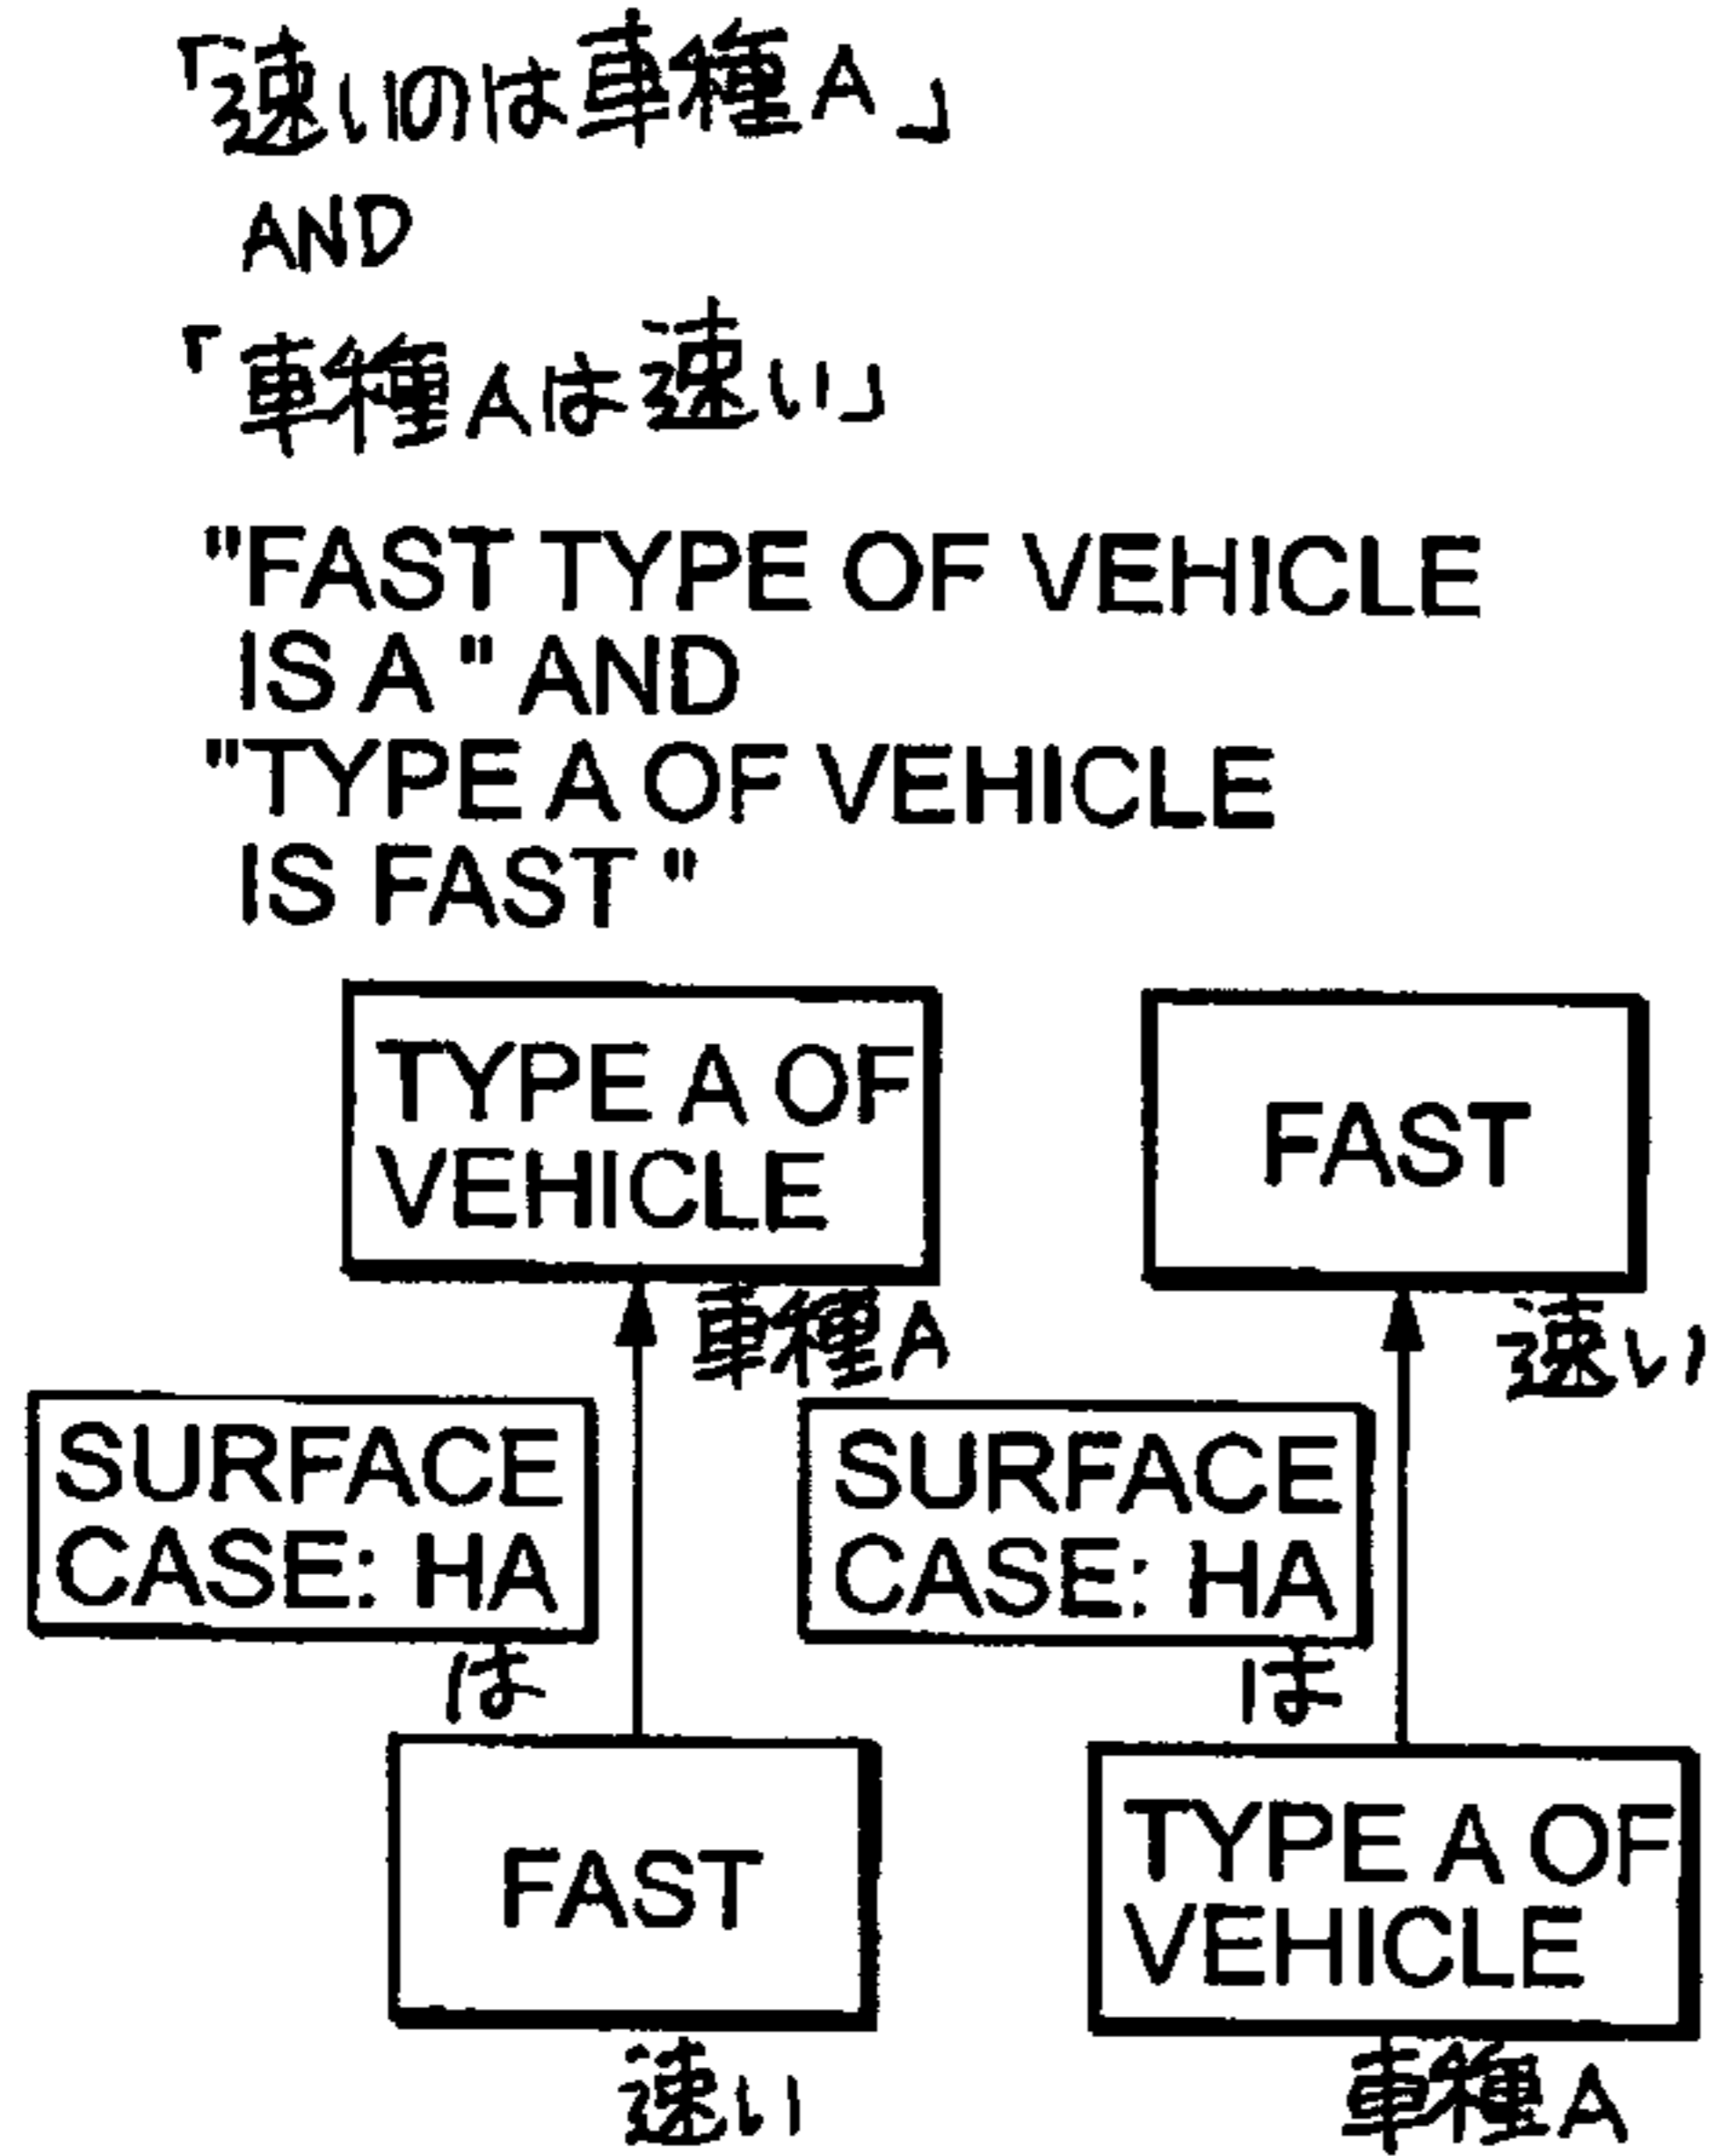 「速いのは車種A」
AND
「車種Aは速い」
"FAST TYPE OF VEHICLE
IS A" AND
"TYPE A OF VEHICLE
IS FAST"
TYPE A OF
VEHICLE
車種A
SURFACE
CASE: HA
は
FAST
速い
FAST
速い
SURFACE
CASE: HA
は
TYPE A OF
VEHICLE
車種A